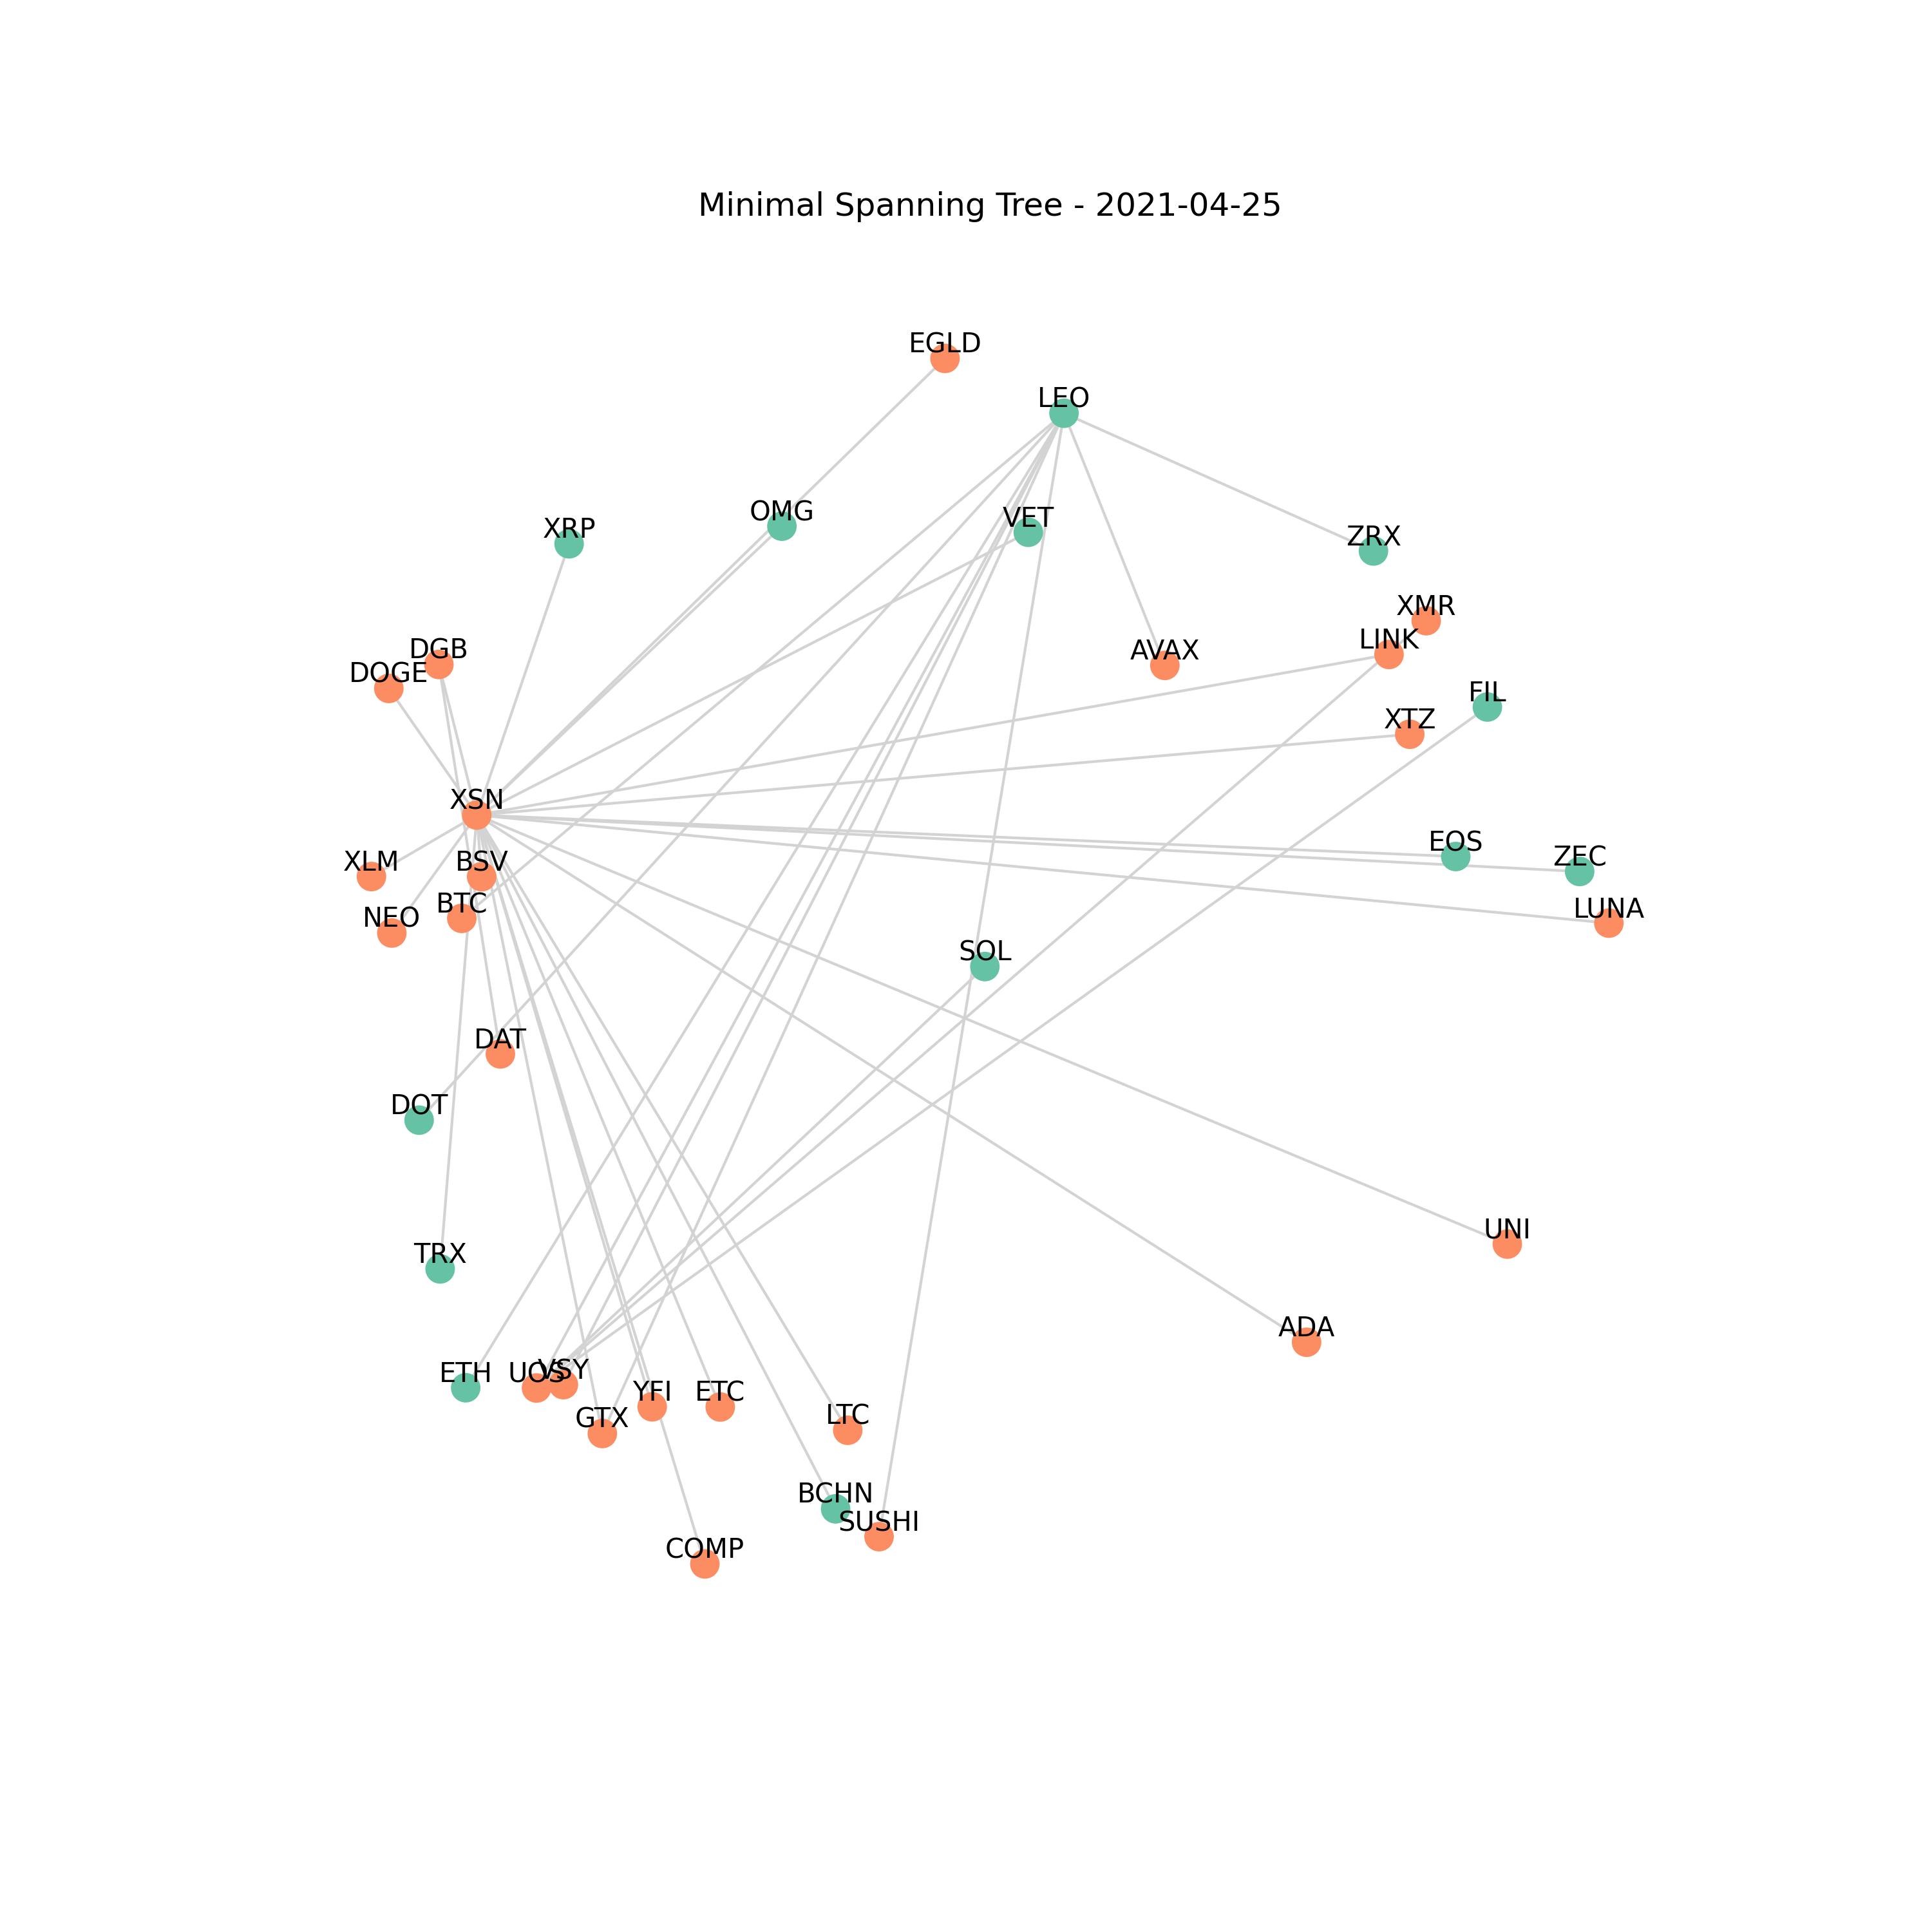 Minimal Spanning Tree - 2021-04-25
EGLD
LEO
OMG
VET
XRP
ZRX
XMR
LINK
DGB
AVAX
DOGE
FIL
XTZ
XSN
EOS
ZEC
XLM
BSV
BTC
LUNA
NEO
SOL
DAT
DOT
UNI
TRX
ADA
VSY
ETH
UOS
YFI
ETC
LTC
GTX
BCHN
SUSHI
COMP